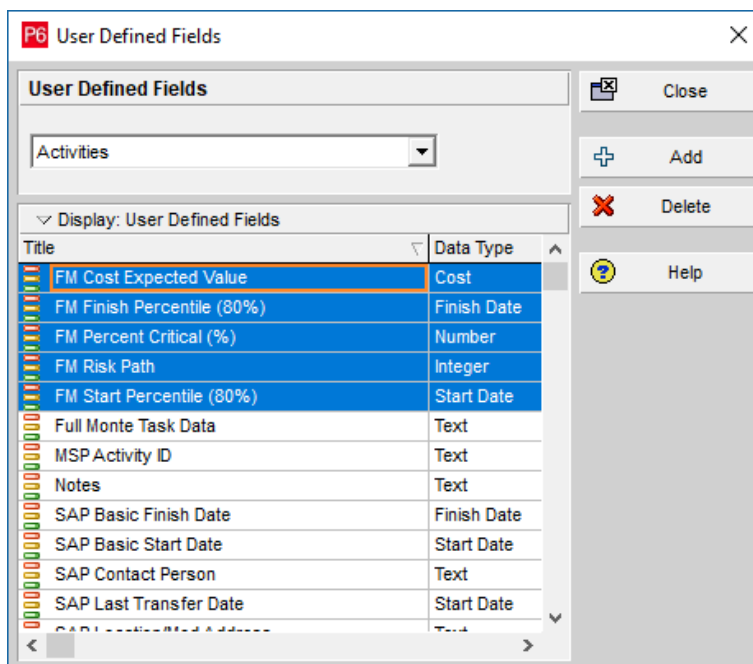 P6 User Defined Fields
User Defined Fields
Close
Activities
Add
Delete
Display: User Defined Fields
Title Data Type
Help
FM Cost Expected Value Cost
FM Finish Percentile (80%) Finish Date
FM Percent Critical (%) Number
FM Risk Path Integer
FM Start Percentile (80%) Start Date
Full Monte Task Data Text
MSP Activity ID Text
Notes Text
SAP Basic Finish Date Finish Date
SAP Basic Start Date Start Date
SAP Contact Person Text
SAP Last Transfer Date Start Date